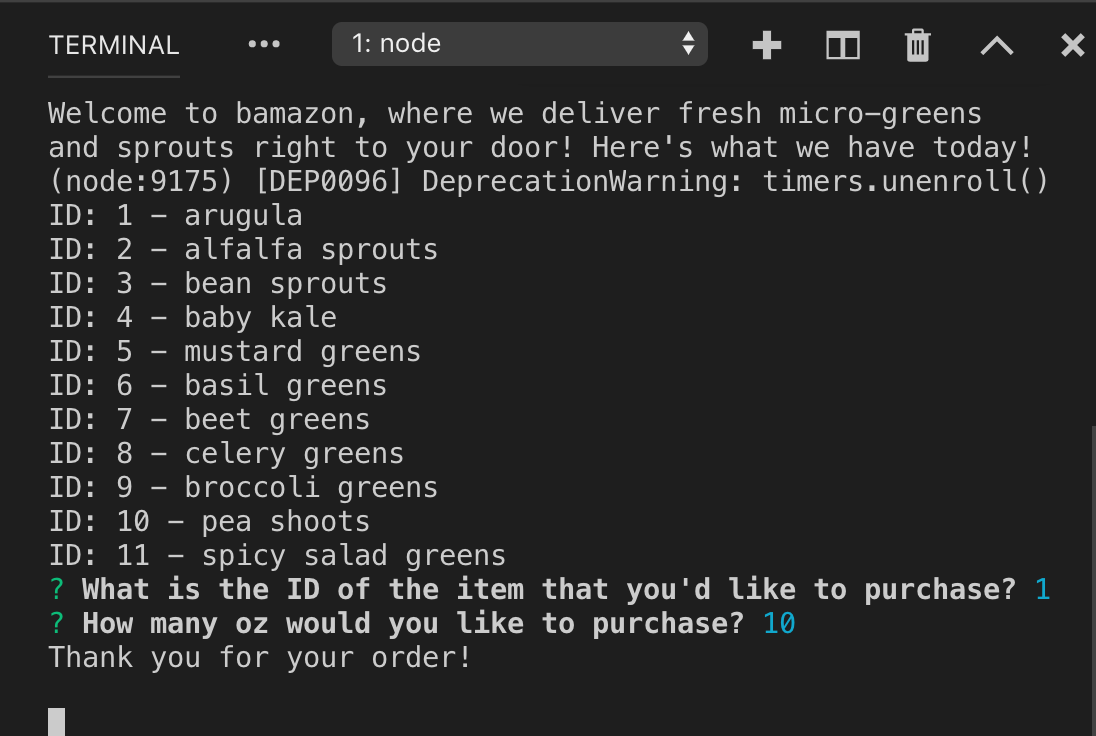 TERMINAL ••• 1: node
Welcome to bamazon, where we deliver fresh micro-greens
and sprouts right to your door! Here's what we have today!
(node:9175) [DEP0096] DeprecationWarning: timers.unenroll()
ID: 1 – arugula
ID: 2 – alfalfa sprouts
ID: 3 – bean sprouts
ID: 4 – baby kale
ID: 5 – mustard greens
ID: 6 – basil greens
ID: 7 – beet greens
ID: 8 – celery greens
ID: 9 – broccoli greens
ID: 10 – pea shoots
ID: 11 – spicy salad greens
? What is the ID of the item that you'd like to purchase? 1
? How many oz would you like to purchase? 10
Thank you for your order!